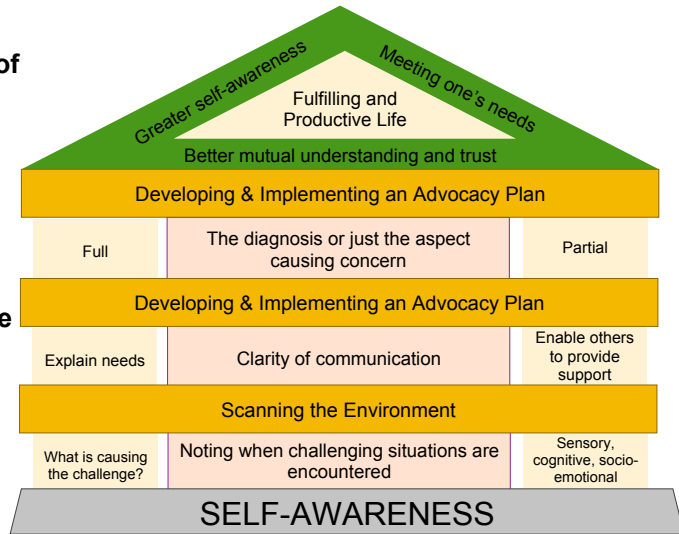 of
Greater self-awareness
Meeting one's needs
Fulfilling and
Productive Life
Better mutual understanding and trust
Developing & Implementing an Advocacy Plan
Full
The diagnosis or just the aspect
causing concern
Partial
Developing & Implementing an Advocacy Plan
e
Explain needs
Clarity of communication
Enable others
to provide
support
Scanning the Environment
What is causing
the challenge?
Noting when challenging situations are
encountered
Sensory,
cognitive, socio-
emotional
SELF-AWARENESS